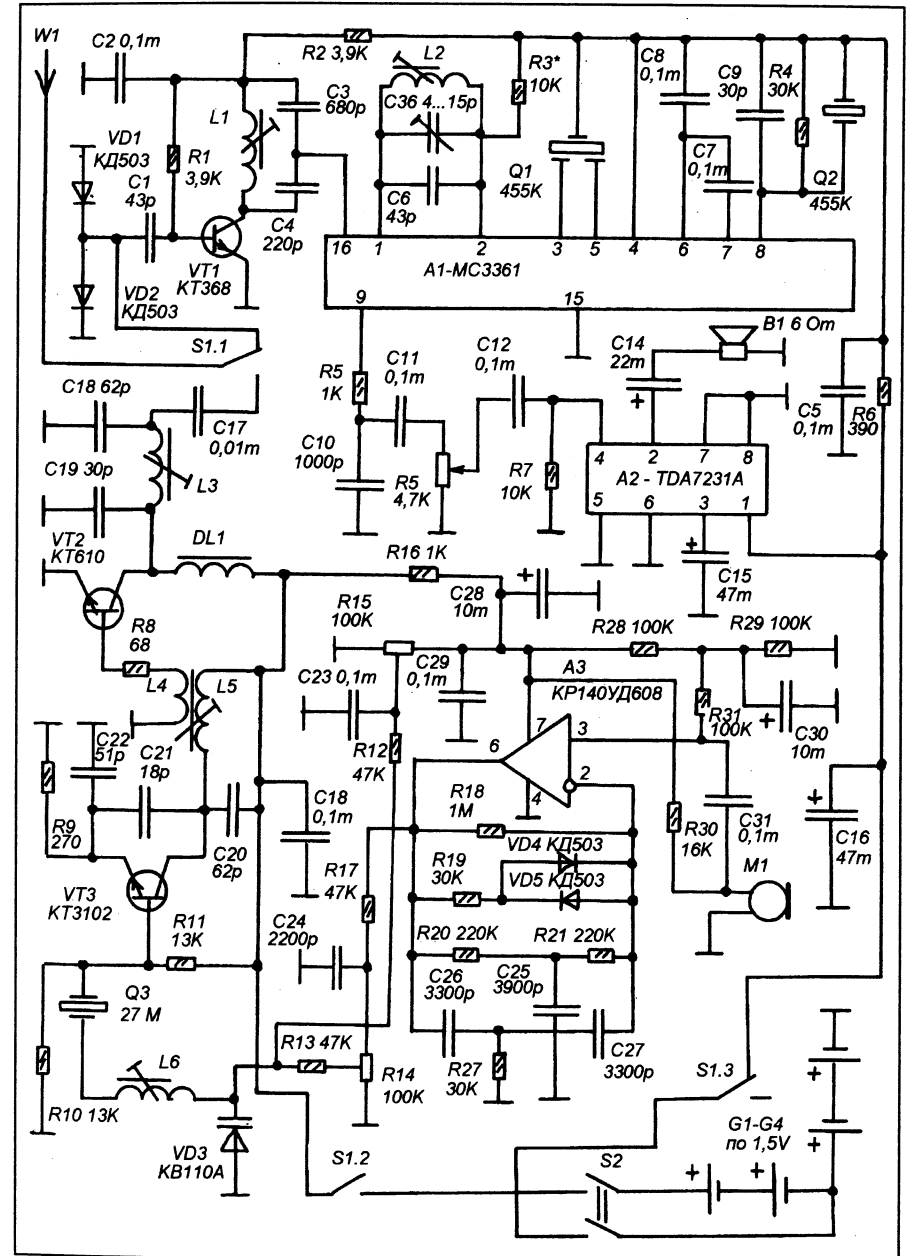 W1
C2 0,1m
R2 3,9K
L2
R3*
10K
C8
0,1m
C9
30p
R4
30K
C3
680p
C36 4...15p
L1
VD1
КД503
C1
43p
R1
3,9K
C4
220p
C6
43p
Q1
455K
C7
0,1m
Q2
455K
VT1
KT368
VD2
КД503
16
1
2
3
5
4
6
7
8
A1-MC3361
9
15
S1.1
C18 62p
C17
0,01m
C19 30p
L3
R5
1K
C11
0,1m
C12
0,1m
C10
1000p
R5
4,7K
R7
10K
C14
22m
+
B1 6 Om
4
2
7
8
A2 - TDA7231A
5
6
3
1
+
C15
47m
C5
0,1m
R6
390
VT2
KT610
DL1
R16 1K
R8
68
L4
L5
R15
100K
C28
10m
+
C23 0,1m
C29
0,1m
R12
47K
R28 100K
R29 100K
A3
КР140УД608
R31
100K
+
C30
10m
6
7
3
4
2
C22
51p
C21
18p
R9
270
C20
62p
C18
0,1m
R18
1M
R19
30K
VD4 КД503
VD5 КД503
R30
16K
C31
0,1m
M1
+
C16
47m
VT3
KT3102
R11
13K
R17
47K
C24
2200p
R20 220K
R21 220K
C26
3300p
C25
3900p
C27
3300p
R27
30K
Q3
27 M
R13 47K
R14
100K
L6
R10 13K
VD3
KB110A
S1.2
S1.3
S2
G1-G4
по 1,5V
+
+
+
+